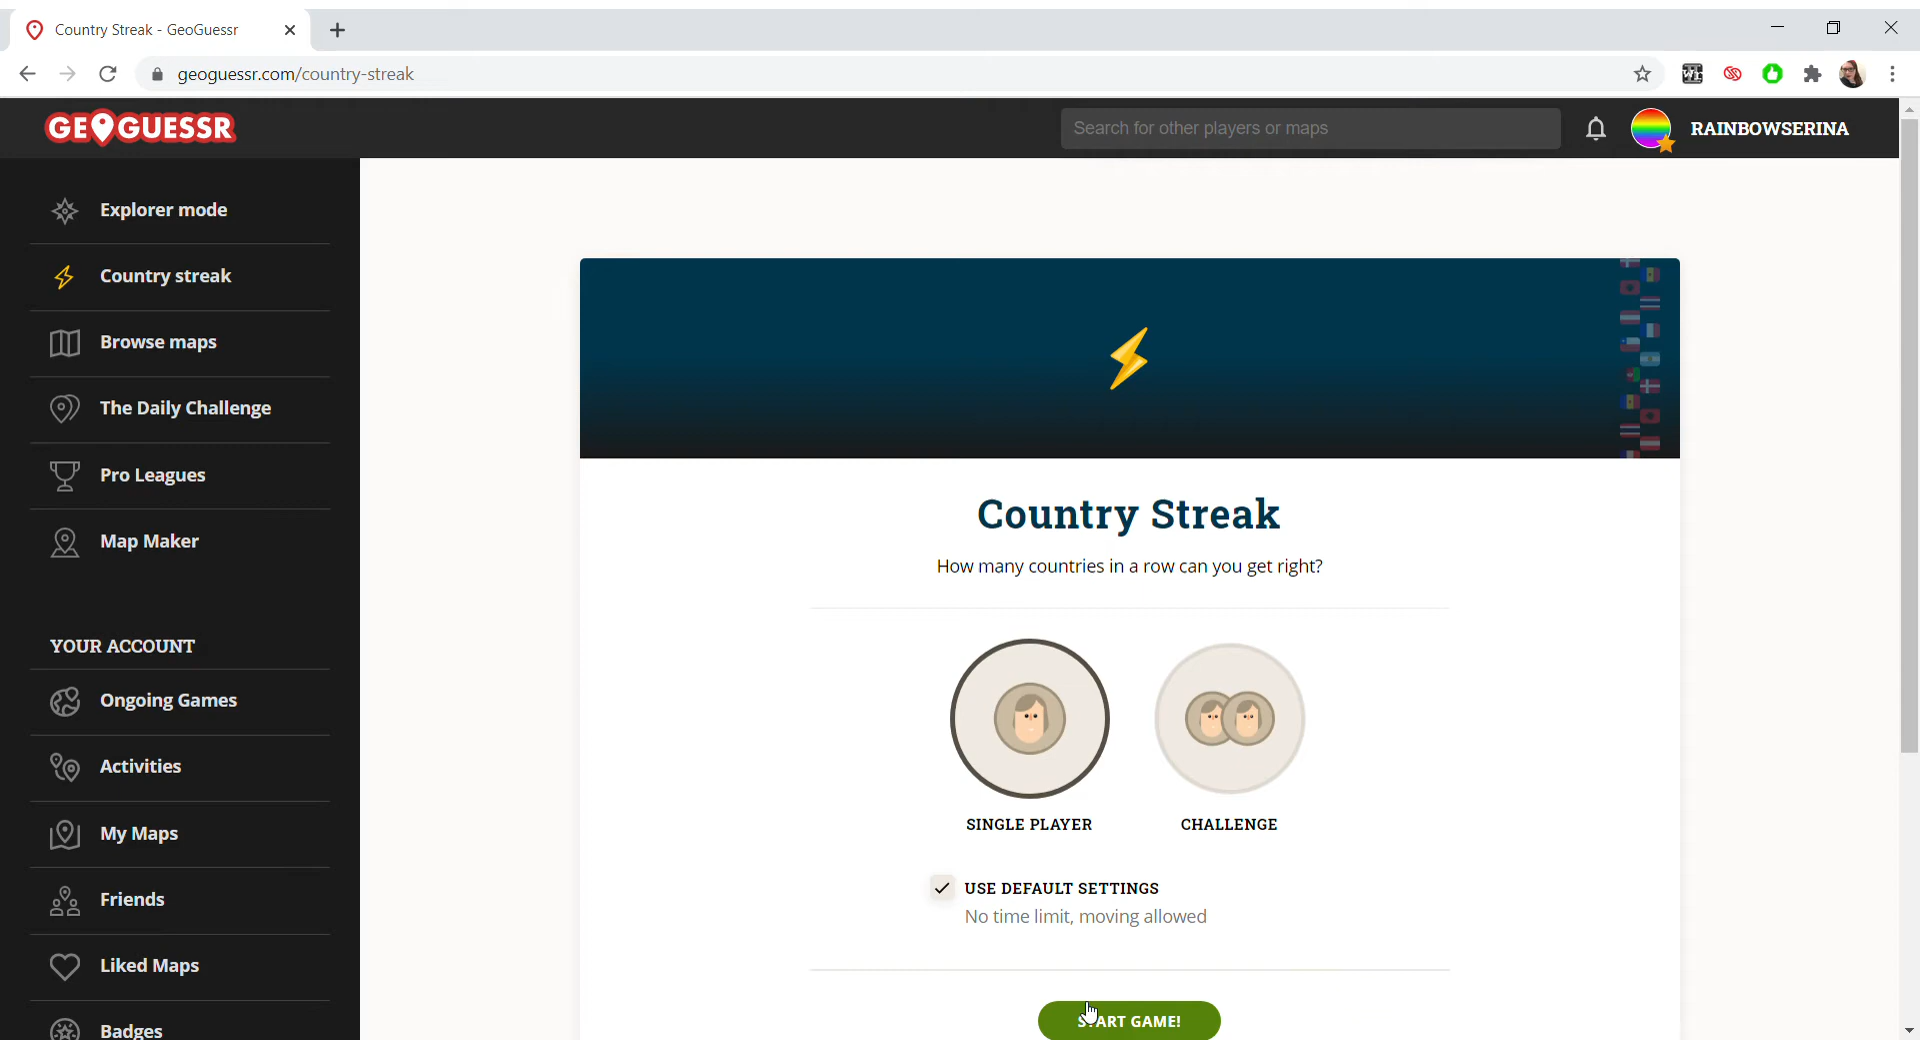 Country Streak - GeoGuessr
geoguessr.com/country-streak
GEOGUESSR
Search for other players or maps
RAINBOWSERINA
Explorer mode
Country streak
Browse maps
The Daily Challenge
Pro Leagues
Map Maker
YOUR ACCOUNT
Ongoing Games
Activities
My Maps
Friends
Liked Maps
Badges
Country Streak
How many countries in a row can you get right?
SINGLE PLAYER
CHALLENGE
USE DEFAULT SETTINGS
No time limit, moving allowed
START GAME!